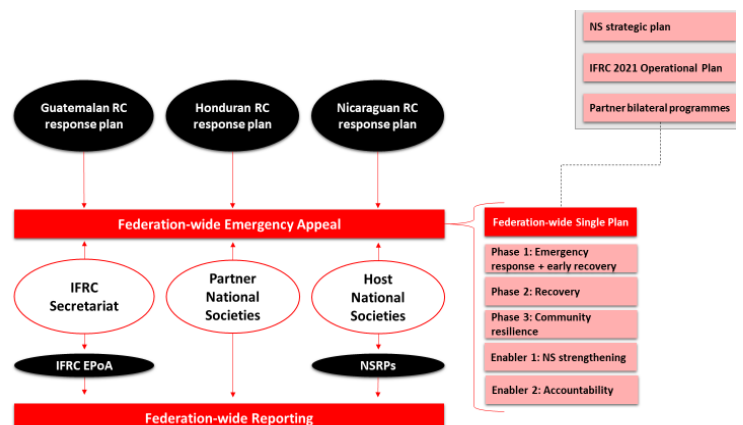 NS strategic plan
IFRC 2021 Operational Plan
Partner bilateral programmes
Guatemalan RC
response plan
Honduran RC
response plan
Nicaraguan RC
response plan
Federation-wide Emergency Appeal
Federation-wide Single Plan
Phase 1: Emergency
response + early recovery
Phase 2: Recovery
Phase 3: Community
resilience
Enabler 1: NS strengthening
Enabler 2: Accountability
IFRC
Secretariat
Partner
National
Societies
Host
National
Societies
IFRC EPoA
NSRPs
Federation-wide Reporting